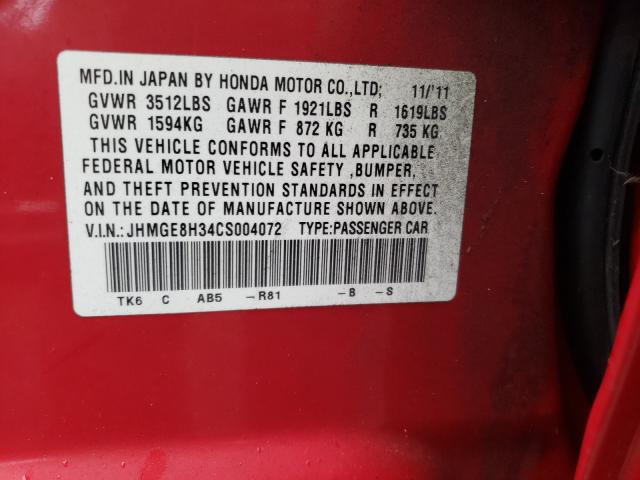 MFD.IN JAPAN BY HONDA MOTOR CO.,LTD; 11/'11
GVWR 3512LBS GAWR F 1921LBS R 1619LBS
GVWR 1594KG GAWR F 872 KG R 735 KG
THIS VEHICLE CONFORMS TO ALL APPLICABLE
FEDERAL MOTOR VEHICLE SAFETY ,BUMPER,
AND THEFT PREVENTION STANDARDS IN EFFECT
ON THE DATE OF MANUFACTURE SHOWN ABOVE.
V.I.N.: JHMGE8H34CS004072 TYPE:PASSENGER CAR
TK6 C AB5 -R81 -B -S